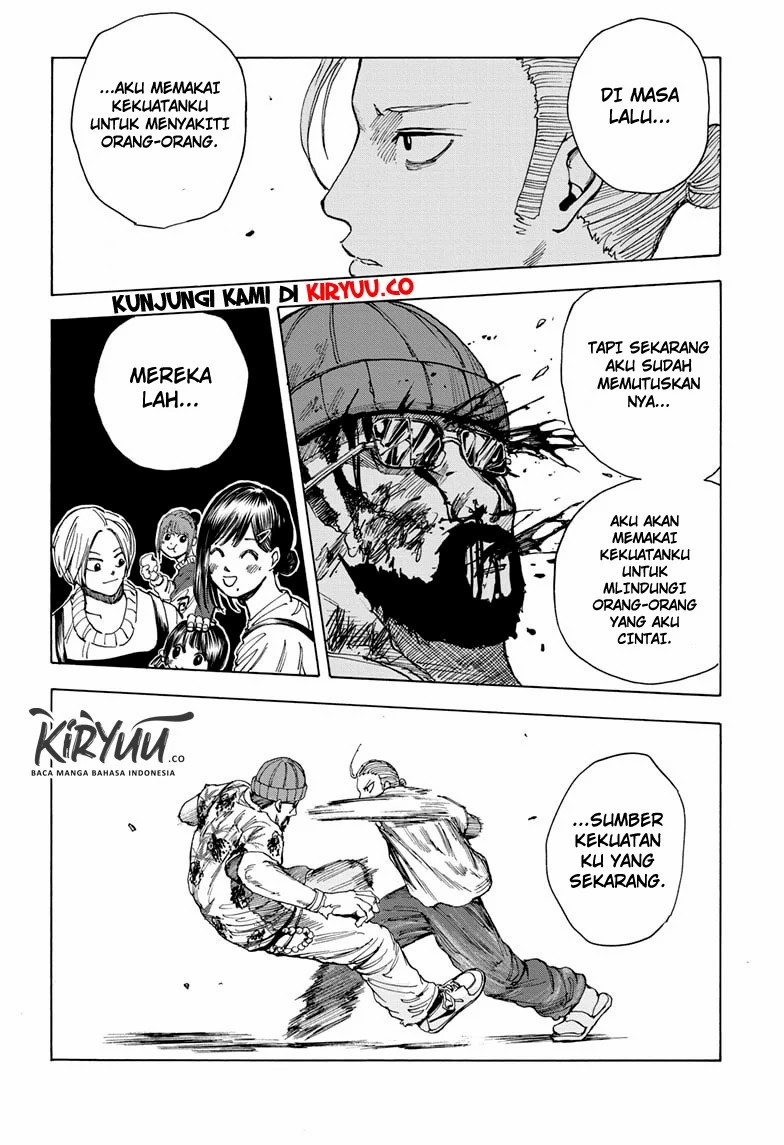 DI MASA
LALU...
...AKU MEMAKAI
KEKUATANKU
UNTUK MENYAKITI
ORANG-ORANG.
KUNJUNGI KAMI DI KIRYUU.CO
TAPI SEKARANG
AKU SUDAH
MEMUTUSKAN
NYA...
AKU AKAN
MEMAKAI
KEKUATANKU
UNTUK
MLINDUNGI
ORANG-ORANG
YANG AKU
CINTAI.
MEREKA
LAH...
KIRYUU.CO
BACA MANGA BAHASA INDONESIA
...SUMBER
KEKUATAN
KU YANG
SEKARANG.